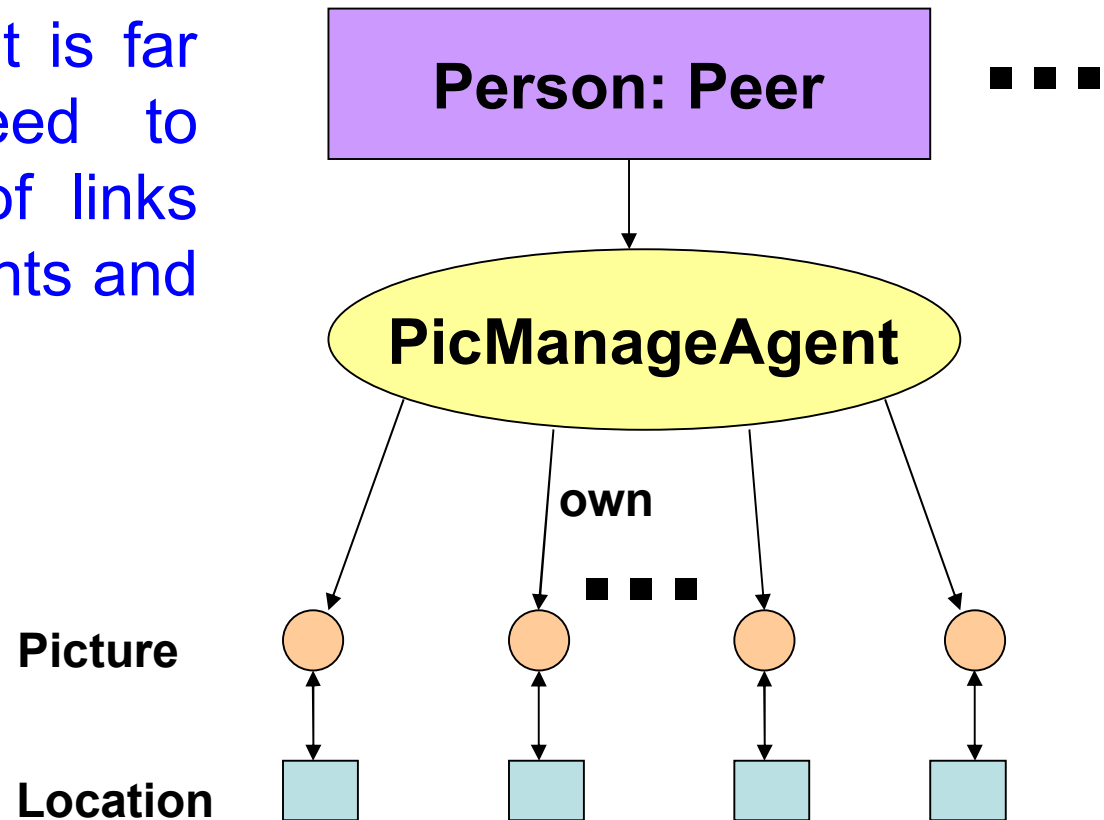 t is far
eed to
of links
nts and
Person: Peer
PicManageAgent
own
Picture
Location